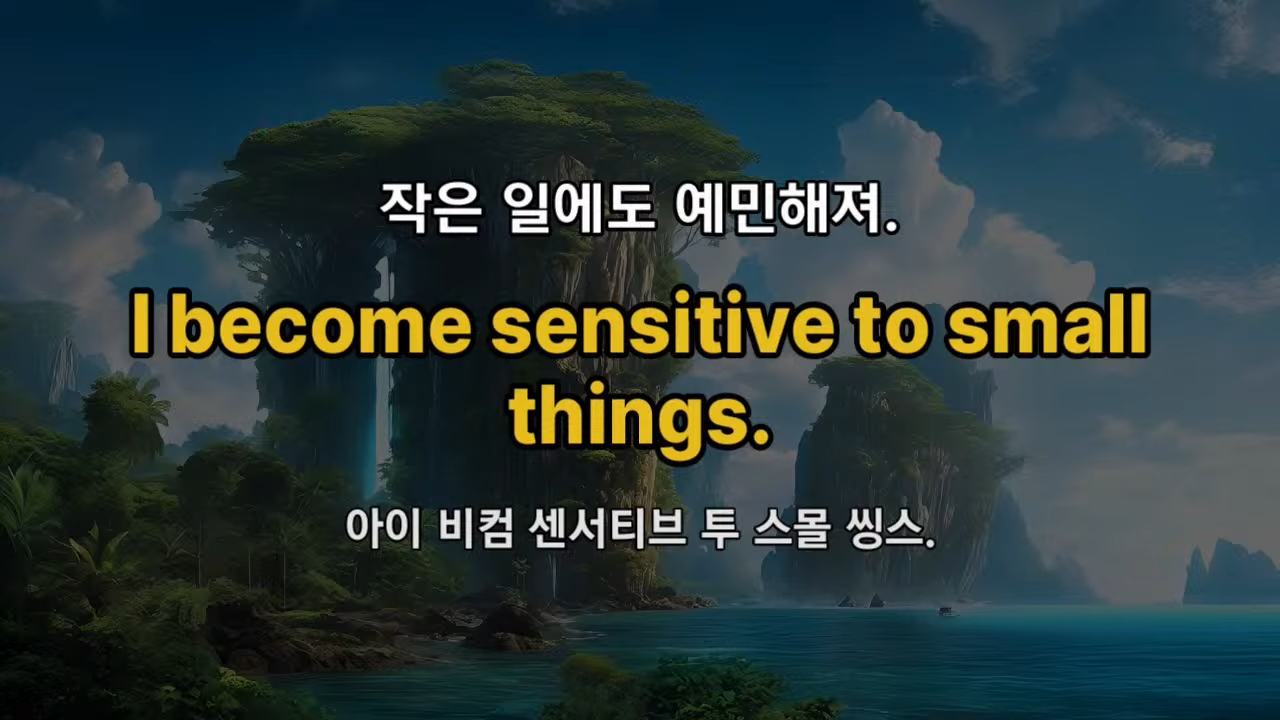 작은 일에도 예민해져.
I become sensitive to small
things.
아이 비컴 센서티브 투 스몰 씽스.